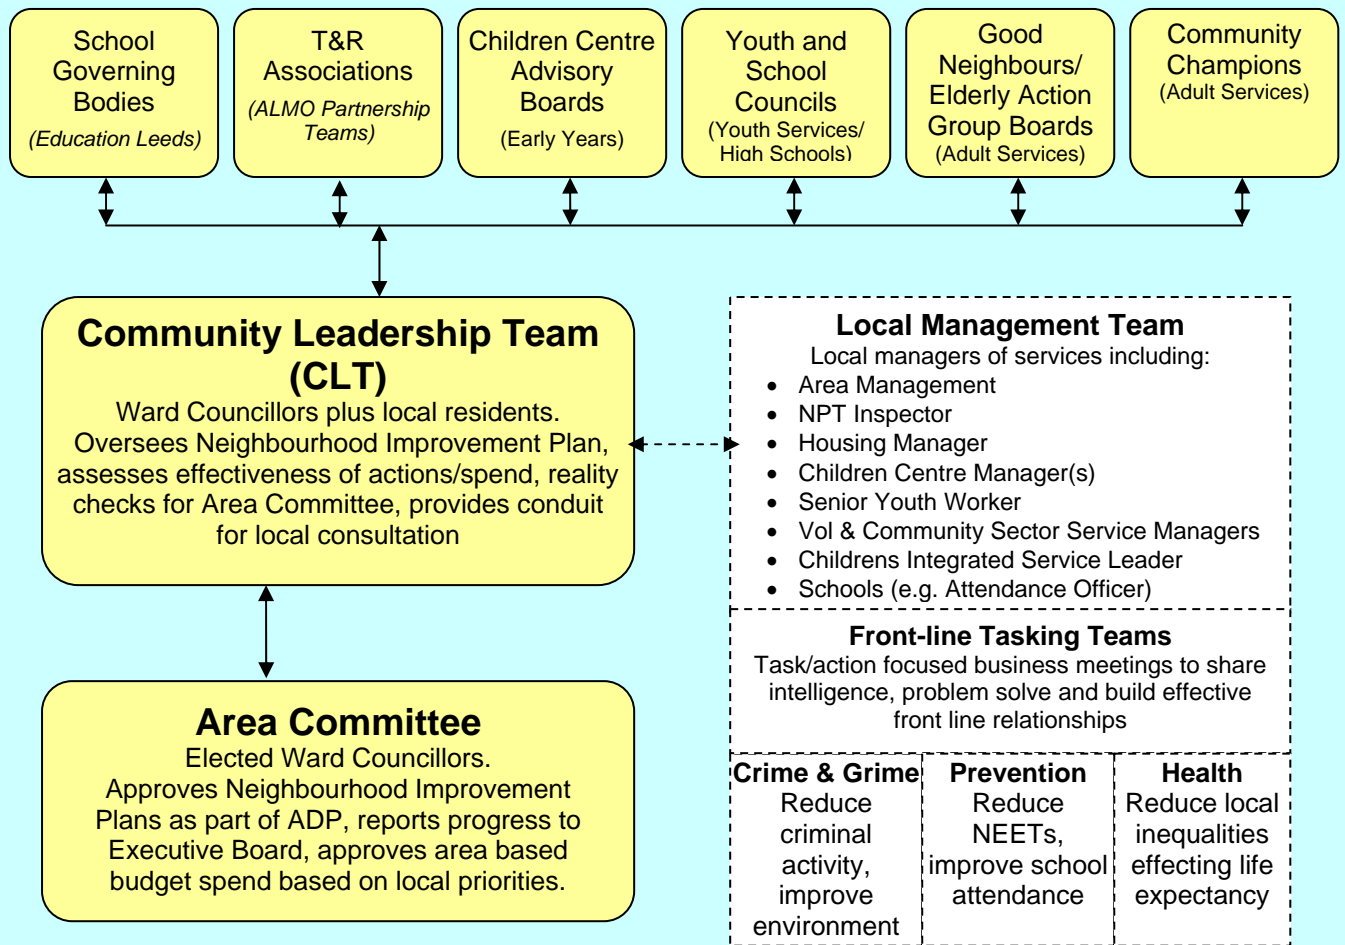 School
Governing
Bodies
(Education Leeds)
T&R
Associations
(ALMO Partnership
Teams)
Children Centre
Advisory
Boards
(Early Years)
Youth and
School
Councils
(Youth Services/
High Schools)
Good
Neighbours/
Elderly Action
Group Boards
(Adult Services)
Community
Champions
(Adult Services)
Community Leadership Team
(CLT)
Ward Councillors plus local residents.
Oversees Neighbourhood Improvement Plan,
assesses effectiveness of actions/spend, reality
checks for Area Committee, provides conduit
for local consultation
Local Management Team
Local managers of services including:
• Area Management
• NPT Inspector
• Housing Manager
• Children Centre Manager(s)
• Senior Youth Worker
• Vol & Community Sector Service Managers
• Childrens Integrated Service Leader
• Schools (e.g. Attendance Officer)
Front-line Tasking Teams
Task/action focused business meetings to share
intelligence, problem solve and build effective
front line relationships
Area Committee
Elected Ward Councillors.
Approves Neighbourhood Improvement
Plans as part of ADP, reports progress to
Executive Board, approves area based
budget spend based on local priorities.
Crime & Grime
Reduce
criminal
activity,
improve
environment
Prevention
Reduce
NEETs,
improve school
attendance
Health
Reduce local
inequalities
effecting life
expectancy